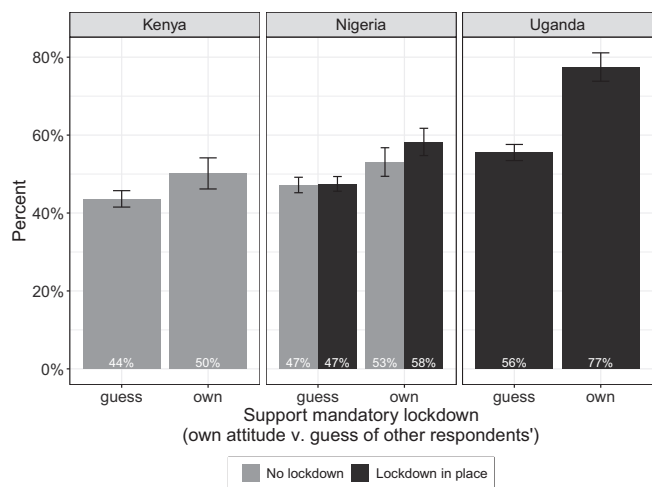 Kenya Nigeria Uganda
80%
60%
40%
20%
0%
Percent
44% 50% 47% 47% 53% 58% 56% 77%
guess own guess own guess own
Support mandatory lockdown
(own attitude v. guess of other respondents')
No lockdown Lockdown in place